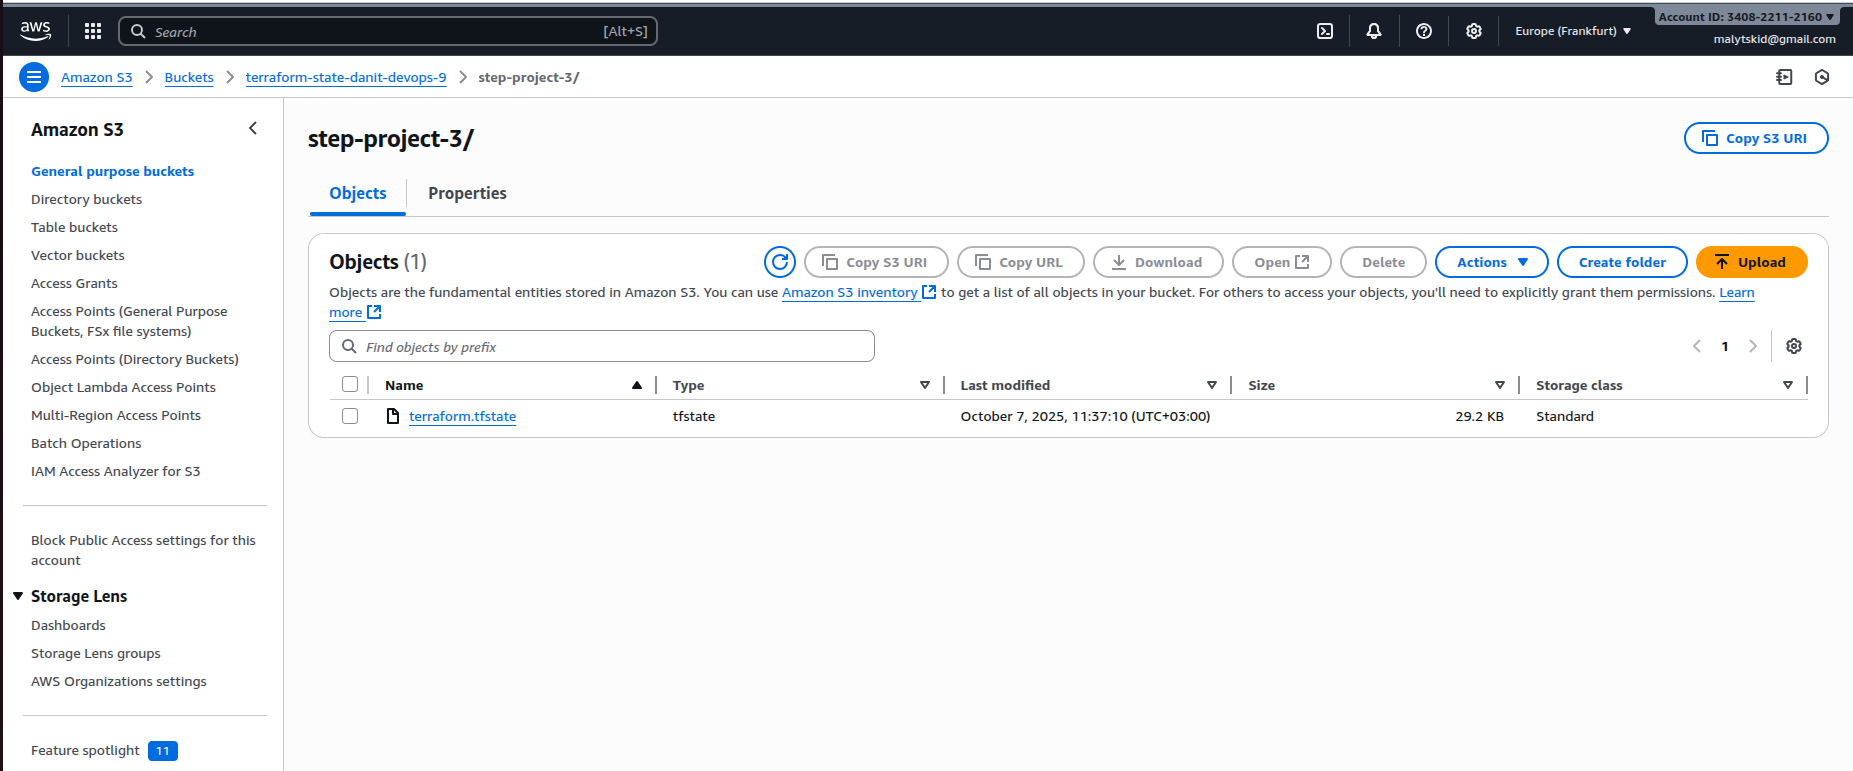 aws
Search [Alt+S]
Europe (Frankfurt)
Account ID: 3408-2211-2160
malytskid@gmail.com
Amazon S3 Buckets terraform-state-danit-devops-9 step-project-3/
Amazon S3
General purpose buckets
Directory buckets
Table buckets
Vector buckets
Access Grants
Access Points (General Purpose
Buckets, FSx file systems)
Access Points (Directory Buckets)
Object Lambda Access Points
Multi-Region Access Points
Batch Operations
IAM Access Analyzer for S3
Block Public Access settings for this
account
Storage Lens
Dashboards
Storage Lens groups
AWS Organizations settings
Feature spotlight 11
step-project-3/
Copy S3 URI
Objects Properties
Objects (1)
Copy S3 URI Copy URL Download Open Delete Actions Create folder Upload
Objects are the fundamental entities stored in Amazon S3. You can use Amazon S3 inventory to get a list of all objects in your bucket. For others to access your objects, you'll need to explicitly grant them permissions. Learn
more
Find objects by prefix
1
Name Type Last modified Size Storage class
terraform.tfstate tfstate October 7, 2025, 11:37:10 (UTC+03:00) 29.2 KB Standard